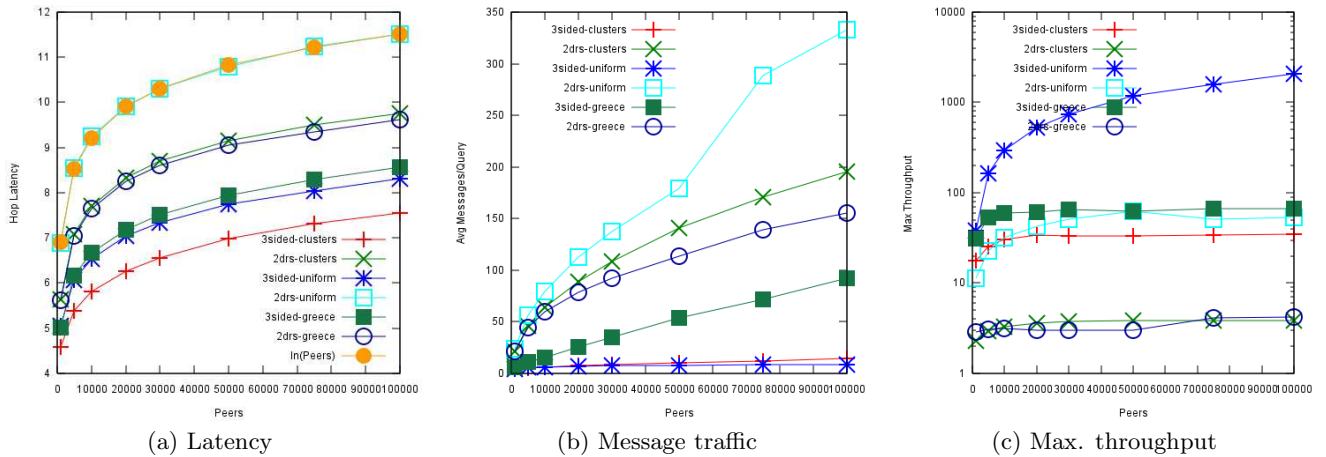 12
11
10
9
8
7
6
5
4
Hop Latency
3sided-clusters
2drs-clusters
3sided-uniform
2drs-uniform
3sided-greece
2drs-greece
ln(Peers)
0 10000 20000 30000 40000 50000 60000 70000 80000 90000 100000
Peers
(a) Latency
350
300
250
200
150
100
50
0
Avg Messages/Query
3sided-clusters
2drs-clusters
3sided-uniform
2drs-uniform
3sided-greece
2drs-greece
0 10000 20000 30000 40000 50000 60000 70000 80000 90000 100000
Peers
(b) Message traffic
10000
1000
100
10
1
Max Throughput
3sided-clusters
2drs-clusters
3sided-uniform
2drs-uniform
3sided-greece
2drs-greece
0 10000 20000 30000 40000 50000 60000 70000 80000 90000 100000
Peers
(c) Max. throughput